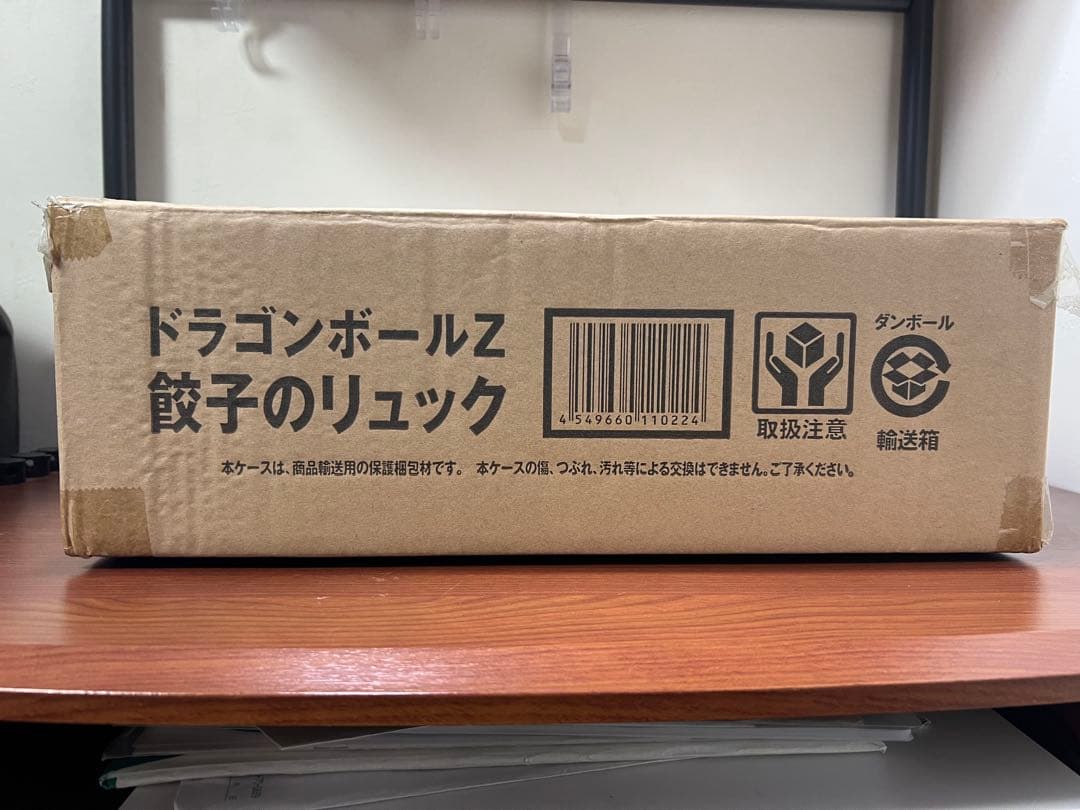 ドラゴンボールZ
餃子のリュック
4 549660 110224
取扱注意
ダンボール
輸送箱
本ケースは、商品輸送用の保護梱包材です。 本ケースの傷、つぶれ、汚れ等による交換はできません。ご了承ください。